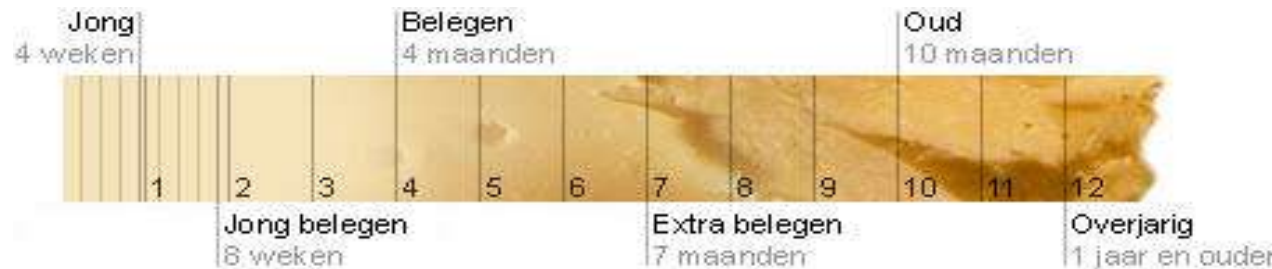 Jong
4 weken
Belegen
4 maanden
Oud
10 maanden
1 2 3 4 5 6 7 8 9 10 11 12
Jong belegen
8 weken
Extra belegen
7 maanden
Overjarig
1 jaar en ouder